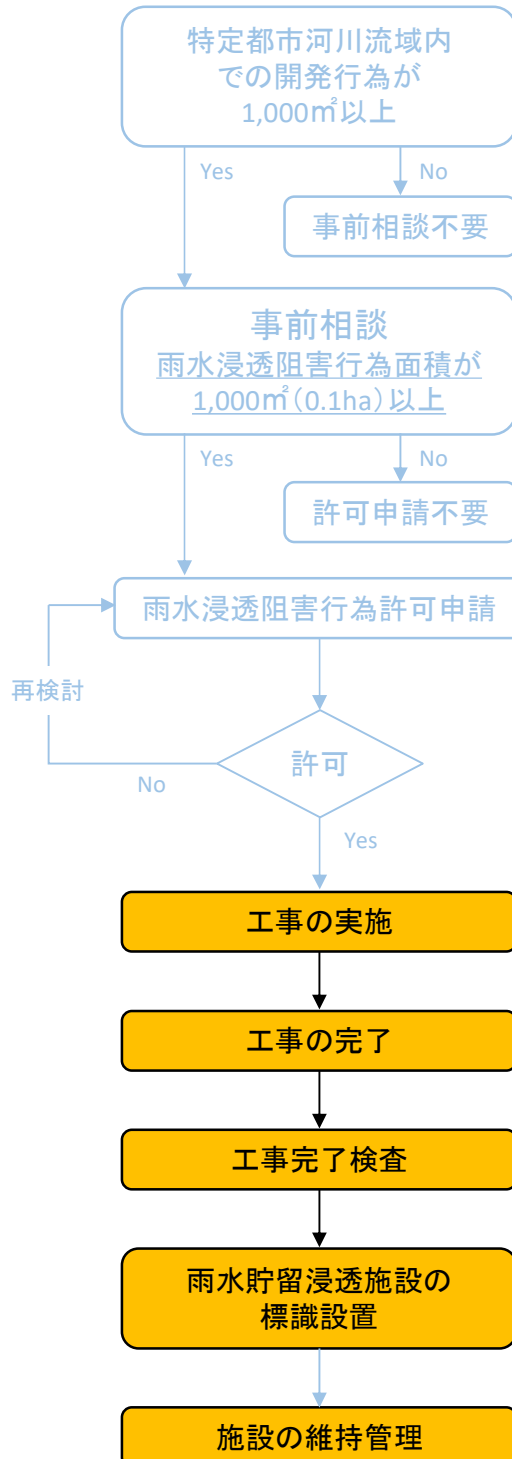 特定都市河川流域内
での開発行為が
1,000㎡以上
Yes
No
事前相談不要
事前相談
雨水浸透阻害行為面積が
1,000㎡(0.1ha)以上
Yes
No
許可申請不要
雨水浸透阻害行為許可申請
再検討
許可
No
Yes
工事の実施
工事の完了
工事完了検査
雨水貯留浸透施設の
標識設置
施設の維持管理